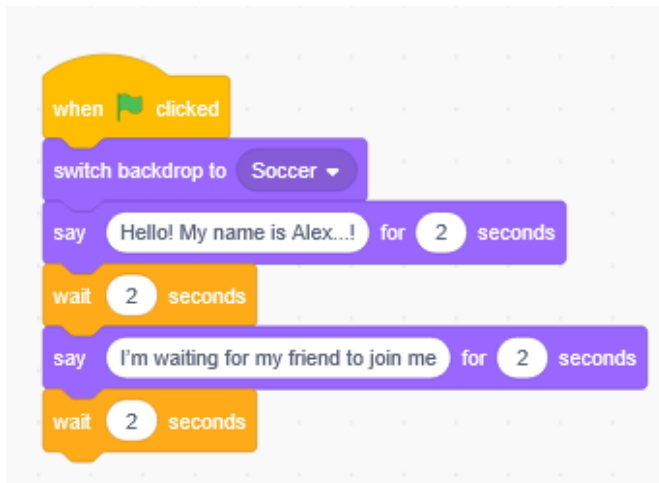 when clicked
switch backdrop to Soccer
say Hello! My name is Alex...! for 2 seconds
wait 2 seconds
say I'm waiting for my friend to join me for 2 seconds
wait 2 seconds